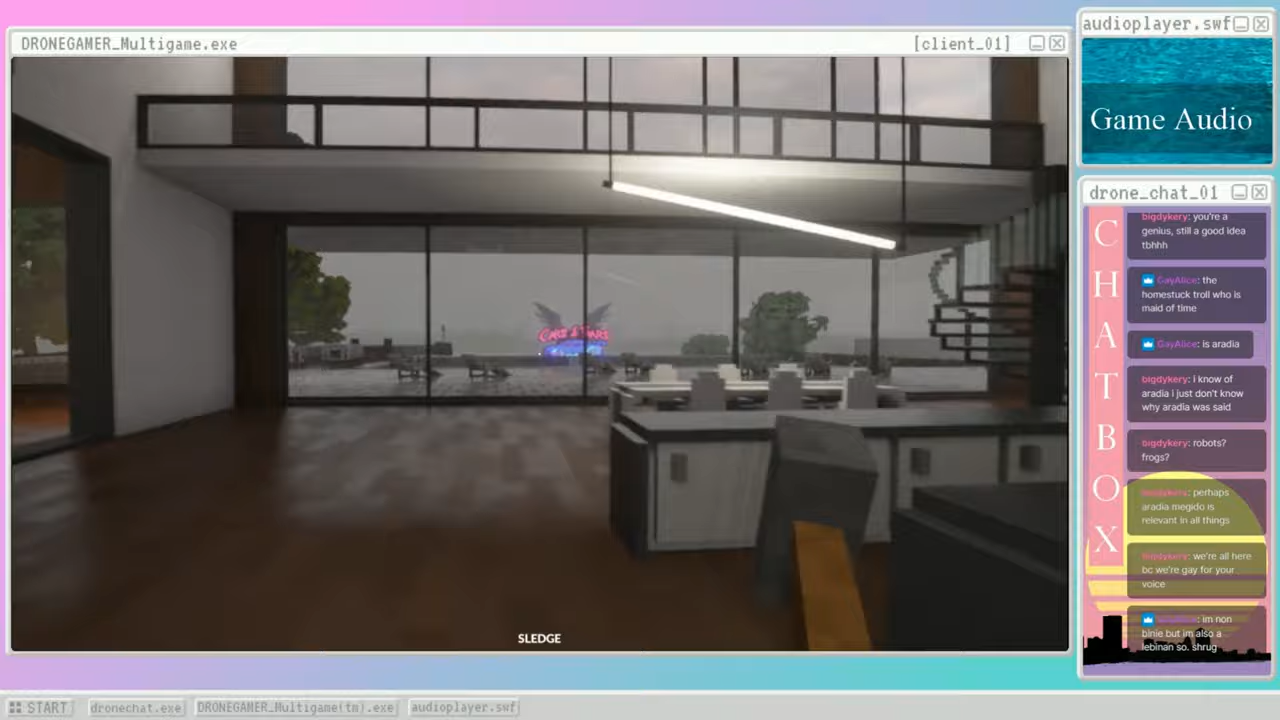 DRONEGAMER_Multigame.exe
[client_01]
SLEDGE
audioplayer.swf
Game Audio
drone_chat_01
CHATBOX
bigdykery: you're a
genius, still a good idea
tbhhh
GayAlice: the
homestuck troll who is
maid of time
GayAlice: is aradia
bigdykery: i know of
aradia i just don't know
why aradia was said
bigdykery: robots?
frogs?
bigdykery: perhaps
aradia megido is
relevant in all things
bigdykery: we're all here
bc we're gay for your
voice
: im non
binie but im also a
lebinan so. shrug
START
dronechat.exe
DRONEGAMER_Multigame(tm).exe
audioplayer.swf